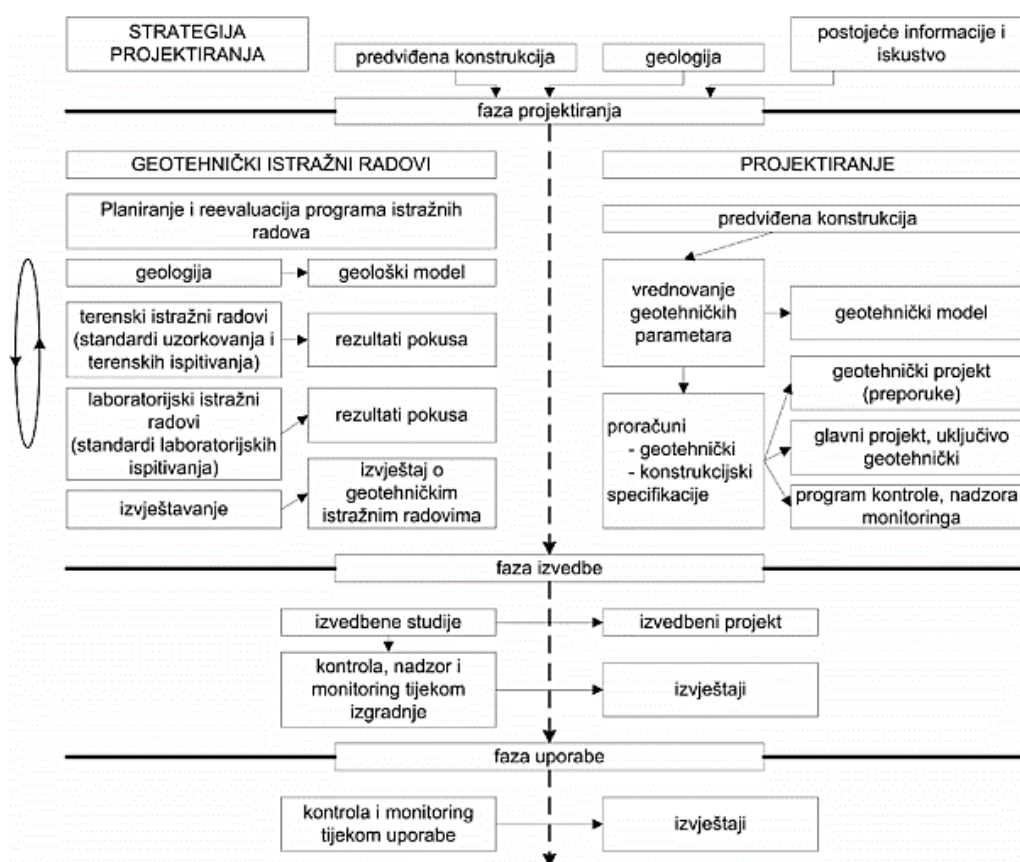 STRATEGIJA
PROJEKTIRANJA
predviđena konstrukcija
geologija
postojeće informacije i
iskustvo
faza projektiranja
GEOTEHNIČKI ISTRAŽNI RADOVI
Planiranje i reevaluacija programa istražnih
radova
geologija
geološki model
terenski istražni radovi
(standardi uzorkovanja i
terenskih ispitivanja)
rezultati pokusa
laboratorijski istražni
radovi
(standardi laboratorijskih
ispitivanja)
rezultati pokusa
izvještavanje
izvještaj o
geotehničkim
istražnim radovima
PROJEKTIRANJE
predviđena konstrukcija
vrednovanje
geotehničkih
parametara
geotehnički model
proračuni
- geotehnički
- konstrukcijski
specifikacije
geotehnički projekt
(preporuke)
glavni projekt, uključivo
geotehnički
program kontrole, nadzora
monitoringa
faza izvedbe
izvedbene studije
izvedbeni projekt
kontrola, nadzor i
monitoring tijekom
izgradnje
izvještaji
faza uporabe
kontrola i monitoring
tijekom uporabe
izvještaji